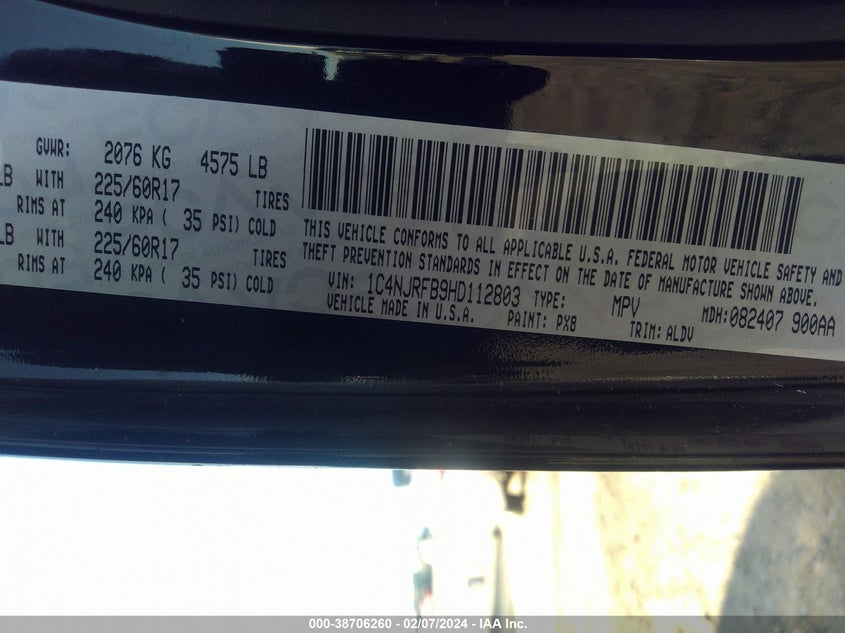 GVWR: 2076 KG 4575 LB
LB WITH 225/60R17 TIRES
RIMS AT 240 KPA ( 35 PSI) COLD
LB WITH 225/60R17 TIRES
RIMS AT 240 KPA ( 35 PSI) COLD
THIS VEHICLE CONFORMS TO ALL APPLICABLE U.S.A. FEDERAL MOTOR VEHICLE SAFETY AND
THEFT PREVENTION STANDARDS IN EFFECT ON THE DATE OF MANUFACTURE SHOWN ABOVE.
VIN: 1C4NJRFB9HD112803 TYPE: MPV MDH:082407 900AA
VEHICLE MADE IN U.S.A. PAINT: PX8 TRIM: ALDV
000-38706260 - 02/07/2024 - IAA Inc.